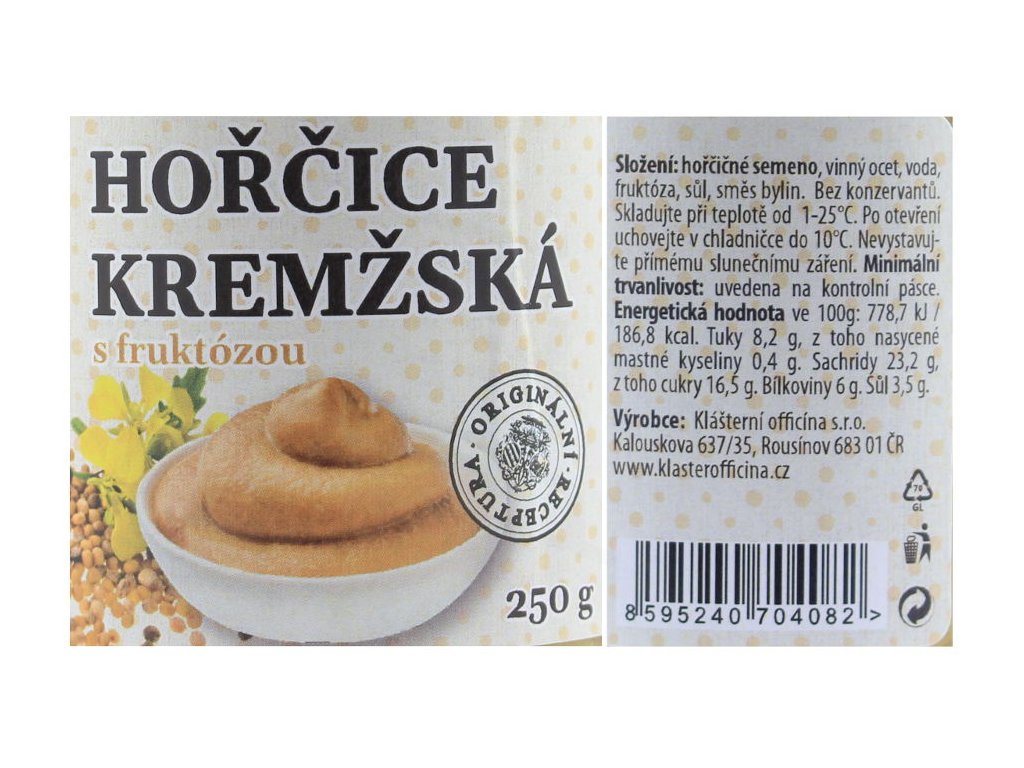 HOŘČICE
KREMŽSKÁ
s fruktózou
ORIGINÁLNÍ · RECEPTURA ·
250 g
Složení: hořčičné semeno, vinný ocet, voda,
fruktóza, sůl, směs bylin. Bez konzervantů.
Skladujte při teplotě od 1-25°C. Po otevření
uchovejte v chladničce do 10°C. Nevystavuj-
te přímému slunečnímu záření. Minimální
trvanlivost: uvedena na kontrolní pásce.
Energetická hodnota ve 100g: 778,7 kJ /
186,8 kcal. Tuky 8,2 g, z toho nasycené
mastné kyseliny 0,4 g. Sachridy 23,2 g,
z toho cukry 16,5 g. Bílkoviny 6 g. Sůl 3,5 g.
Výrobce: Klášterní officína s.r.o.
Kalouskova 637/35, Rousínov 683 01 ČR
www.klasterofficina.cz
70
GL
8 595240 704082 >